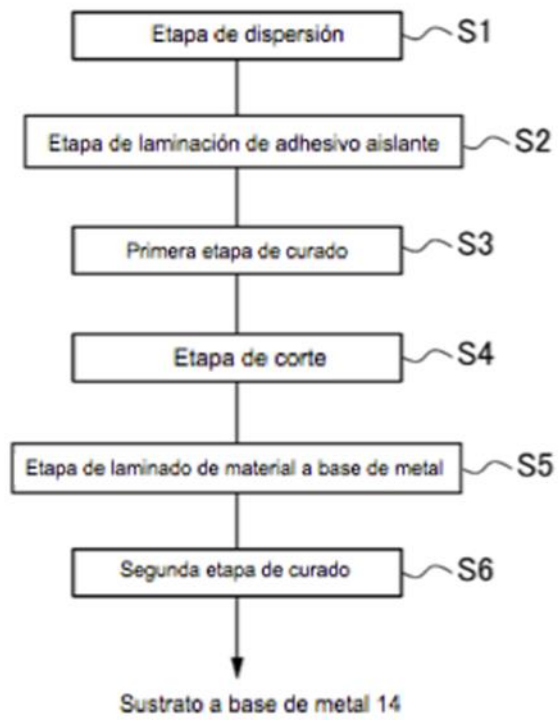 Etapa de dispersión S1
Etapa de laminación de adhesivo aislante S2
Primera etapa de curado S3
Etapa de corte S4
Etapa de laminado de material a base de metal S5
Segunda etapa de curado S6
Sustrato a base de metal 14